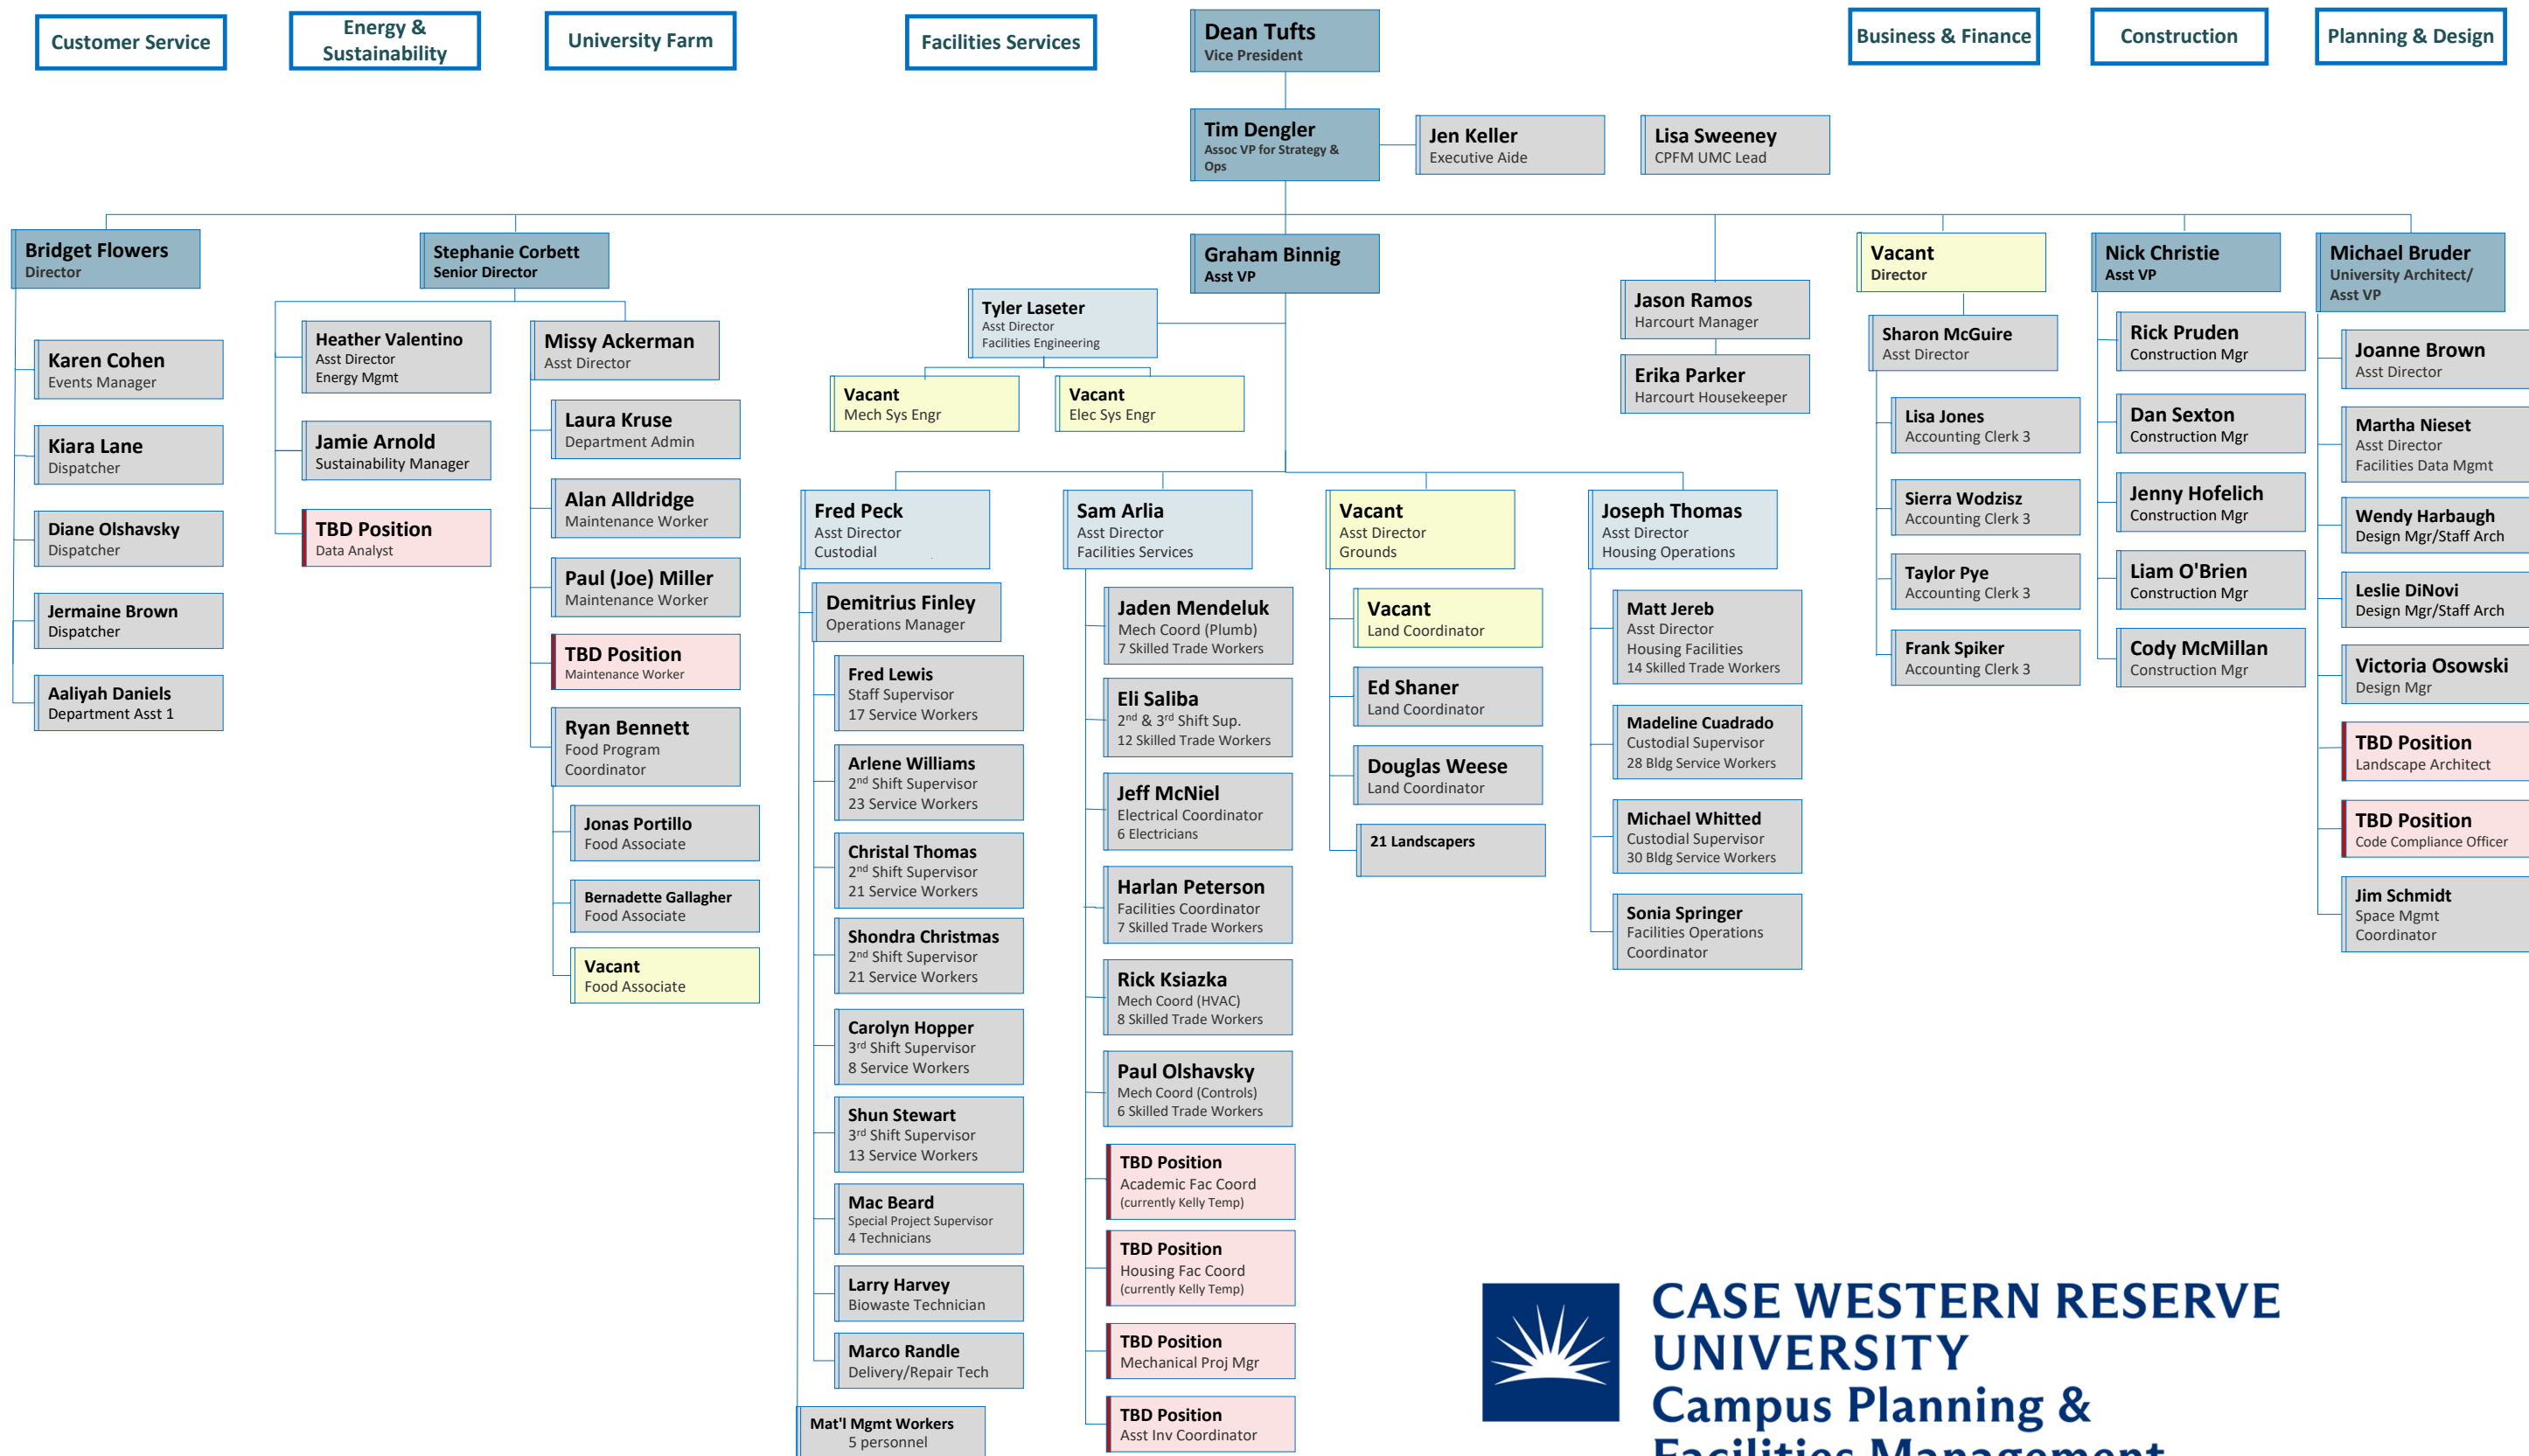 Customer Service
Energy &
Sustainability
University Farm
Facilities Services
Business & Finance
Construction
Planning & Design
Dean Tufts
Vice President
Tim Dengler
Assoc VP for Strategy &
Ops
Jen Keller
Executive Aide
Lisa Sweeney
CPFM UMC Lead
Bridget Flowers
Director
Karen Cohen
Events Manager
Kiara Lane
Dispatcher
Diane Olshavsky
Dispatcher
Jermaine Brown
Dispatcher
Aaliyah Daniels
Department Asst 1
Stephanie Corbett
Senior Director
Heather Valentino
Asst Director
Energy Mgmt
Jamie Arnold
Sustainability Manager
TBD Position
Data Analyst
Missy Ackerman
Asst Director
Laura Kruse
Department Admin
Alan Alldridge
Maintenance Worker
Paul (Joe) Miller
Maintenance Worker
TBD Position
Maintenance Worker
Ryan Bennett
Food Program
Coordinator
Jonas Portillo
Food Associate
Bernadette Gallagher
Food Associate
Vacant
Food Associate
Graham Binnig
Asst VP
Tyler Laseter
Asst Director
Facilities Engineering
Vacant
Mech Sys Engr
Vacant
Elec Sys Engr
Fred Peck
Asst Director
Custodial
Demitrius Finley
Operations Manager
Fred Lewis
Staff Supervisor
17 Service Workers
Arlene Williams
2nd Shift Supervisor
23 Service Workers
Christal Thomas
2nd Shift Supervisor
21 Service Workers
Shondra Christmas
2nd Shift Supervisor
21 Service Workers
Carolyn Hopper
3rd Shift Supervisor
8 Service Workers
Shun Stewart
3rd Shift Supervisor
13 Service Workers
Mac Beard
Special Project Supervisor
4 Technicians
Larry Harvey
Biowaste Technician
Marco Randle
Delivery/Repair Tech
Mat'l Mgmt Workers
5 personnel
Sam Arlia
Asst Director
Facilities Services
Jaden Mendeluk
Mech Coord (Plumb)
7 Skilled Trade Workers
Eli Saliba
2nd & 3rd Shift Sup.
12 Skilled Trade Workers
Jeff McNiel
Electrical Coordinator
6 Electricians
Harlan Peterson
Facilities Coordinator
7 Skilled Trade Workers
Rick Ksiazka
Mech Coord (HVAC)
8 Skilled Trade Workers
Paul Olshavsky
Mech Coord (Controls)
6 Skilled Trade Workers
TBD Position
Academic Fac Coord
(currently Kelly Temp)
TBD Position
Housing Fac Coord
(currently Kelly Temp)
TBD Position
Mechanical Proj Mgr
TBD Position
Asst Inv Coordinator
Vacant
Asst Director
Grounds
Vacant
Land Coordinator
Ed Shaner
Land Coordinator
Douglas Weese
Land Coordinator
21 Landscapers
Joseph Thomas
Asst Director
Housing Operations
Matt Jereb
Asst Director
Housing Facilities
14 Skilled Trade Workers
Madeline Cuadrado
Custodial Supervisor
28 Bldg Service Workers
Michael Whitted
Custodial Supervisor
30 Bldg Service Workers
Sonia Springer
Facilities Operations
Coordinator
Jason Ramos
Harcourt Manager
Erika Parker
Harcourt Housekeeper
Vacant
Director
Sharon McGuire
Asst Director
Lisa Jones
Accounting Clerk 3
Sierra Wodzisz
Accounting Clerk 3
Taylor Pye
Accounting Clerk 3
Frank Spiker
Accounting Clerk 3
Nick Christie
Asst VP
Rick Pruden
Construction Mgr
Dan Sexton
Construction Mgr
Jenny Hofelich
Construction Mgr
Liam O'Brien
Construction Mgr
Cody McMillan
Construction Mgr
Michael Bruder
University Architect/
Asst VP
Joanne Brown
Asst Director
Martha Nieset
Asst Director
Facilities Data Mgmt
Wendy Harbaugh
Design Mgr/Staff Arch
Leslie DiNovi
Design Mgr/Staff Arch
Victoria Osowski
Design Mgr
TBD Position
Landscape Architect
TBD Position
Code Compliance Officer
Jim Schmidt
Space Mgmt
Coordinator
CASE WESTERN RESERVE
UNIVERSITY
Campus Planning &
Facilities Management